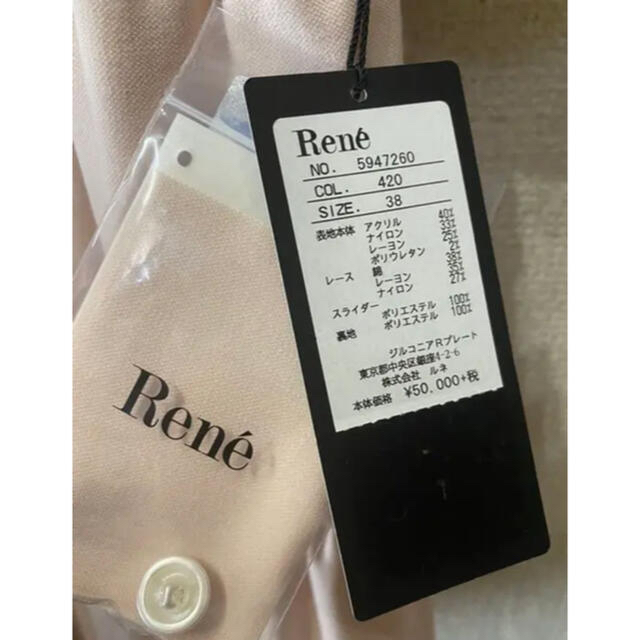 René
NO. 5947260
COL. 420
SIZE. 38
表地本体 アクリル 40%
ナイロン 33%
レーヨン 25%
ポリウレタン 2%
レース 綿 38%
レーヨン 35%
ナイロン 27%
スライダー ポリエステル 100%
裏地 ポリエステル 100%
ジルコニアRプレート
東京都中央区銀座4-2-6
株式会社 ルネ
本体価格 ¥50,000+税
René